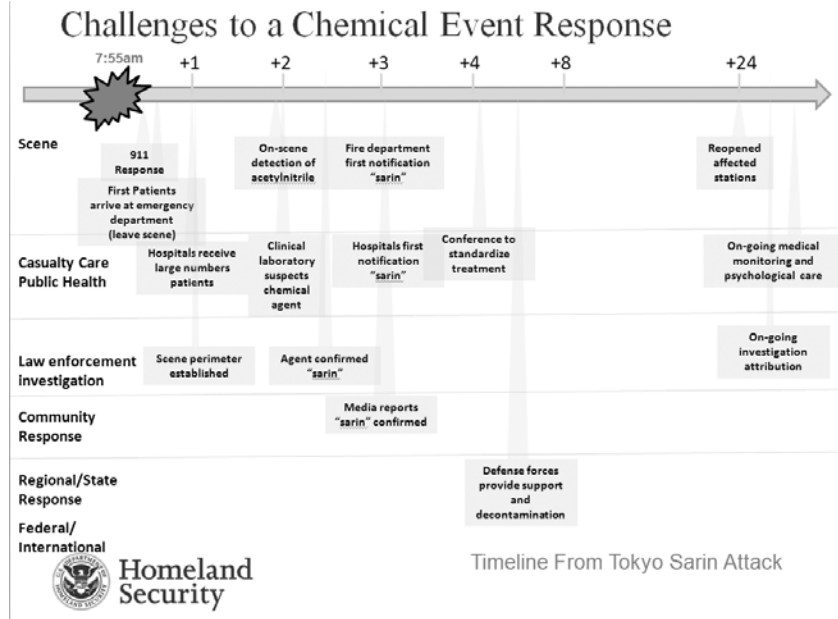 Challenges to a Chemical Event Response
7:55am
+1
+2
+3
+4
+8
+24
Scene
911
Response
First Patients
arrive at emergency
department
(leave scene)
On-scene
detection of
acetylnitrile
Fire department
first notification
“sarin”
Reopened
affected
stations
Casualty Care
Public Health
Hospitals receive
large numbers
patients
Clinical
laboratory
suspects
chemical
agent
Hospitals first
notification
“sarin”
Conference to
standardize
treatment
On-going medical
monitoring and
psychological care
Law enforcement
investigation
Scene perimeter
established
Agent confirmed
“sarin”
On-going
investigation
attribution
Community
Response
Media reports
“sarin” confirmed
Regional/State
Response
Defense forces
provide support
and
decontamination
Federal/
International
U.S. DEPARTMENT OF
HOMELAND SECURITY
Homeland
Security
Timeline From Tokyo Sarin Attack